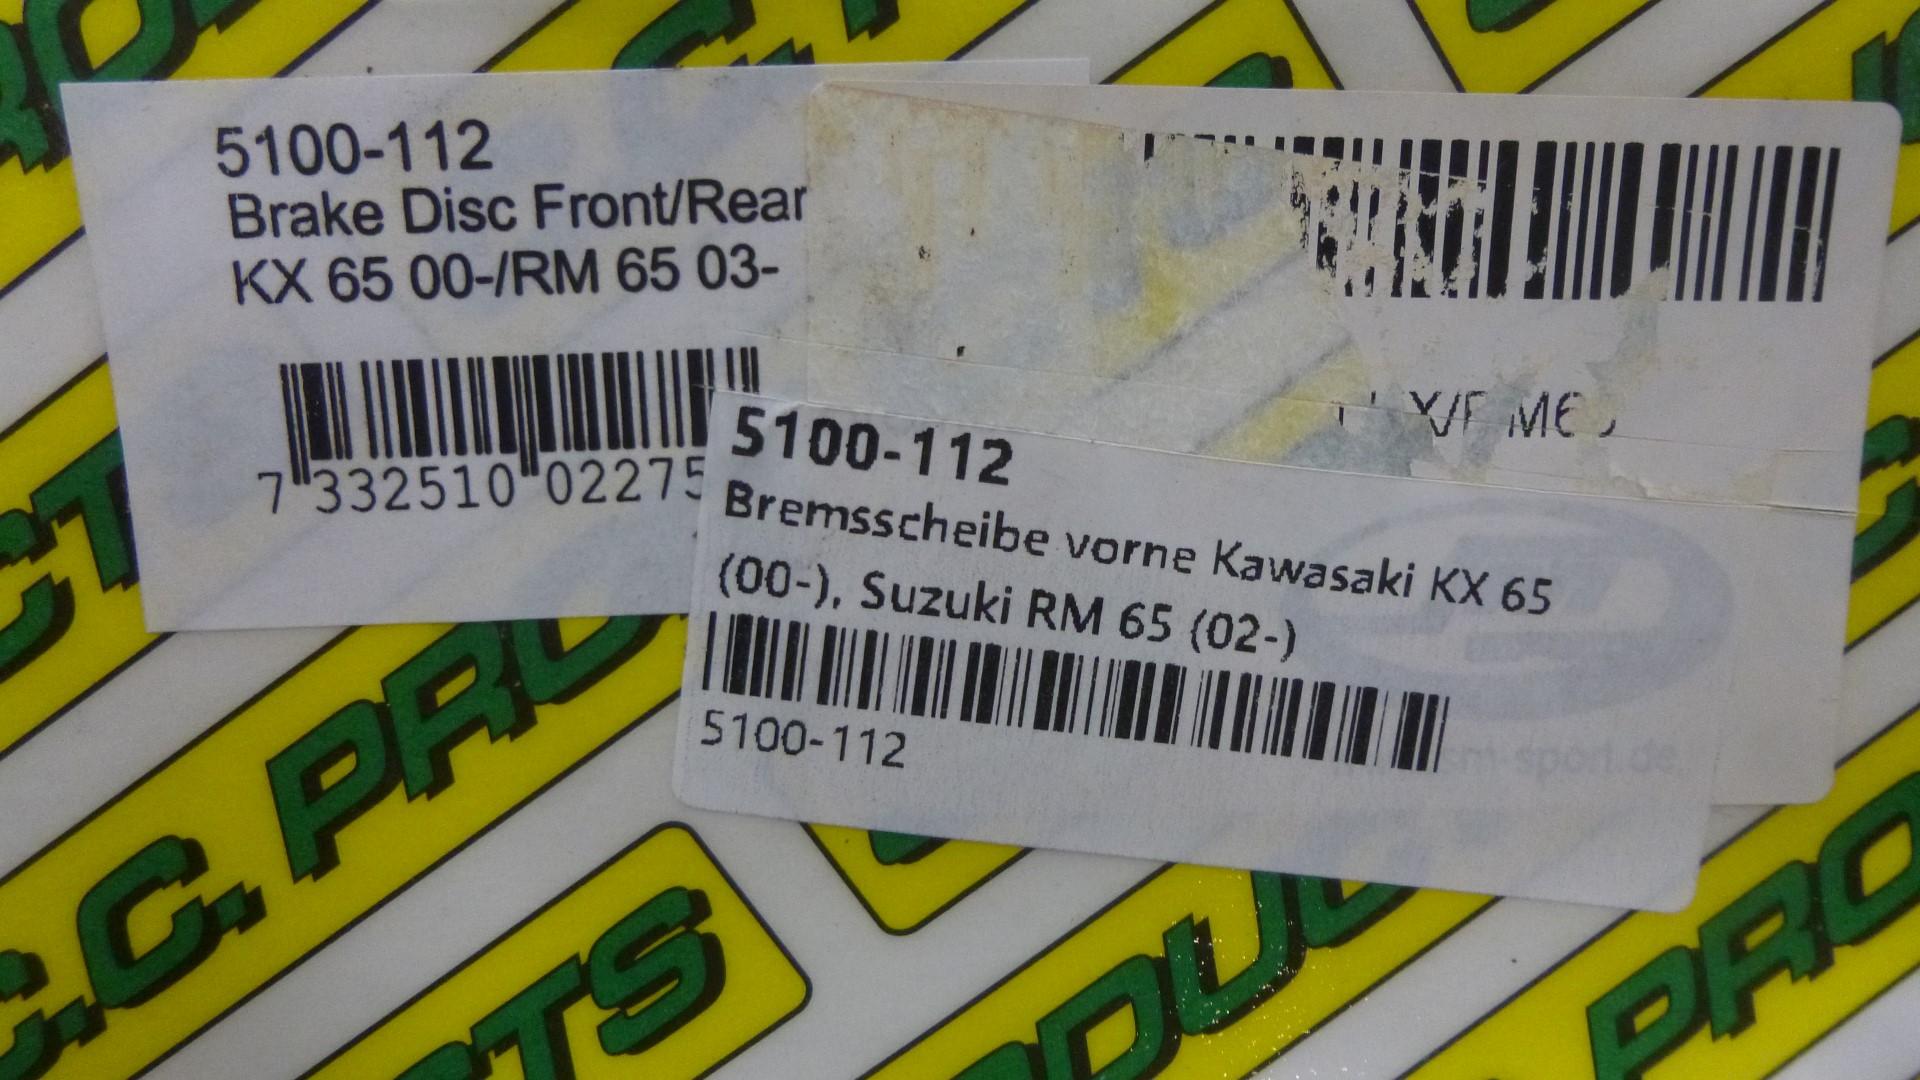 5100-112
Brake Disc Front/Rear
KX 65 00-/RM 65 03-
7 332510 02275
5100-112
Bremsscheibe vorne Kawasaki KX 65
(00-), Suzuki RM 65 (02-)
5100-112
C.C. PRO
TS
PRO